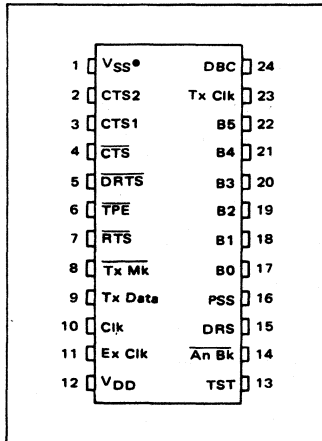 1 VSS• DBC 24
2 CTS2 Tx Clk 23
3 CTS1 B5 22
4 CTS B4 21
5 DRTS B3 20
6 TPE B2 19
7 RTS B1 18
8 Tx Mk B0 17
9 Tx Data PSS 16
10 Clk DRS 15
11 Ex Clk An Bk 14
12 VDD TST 13